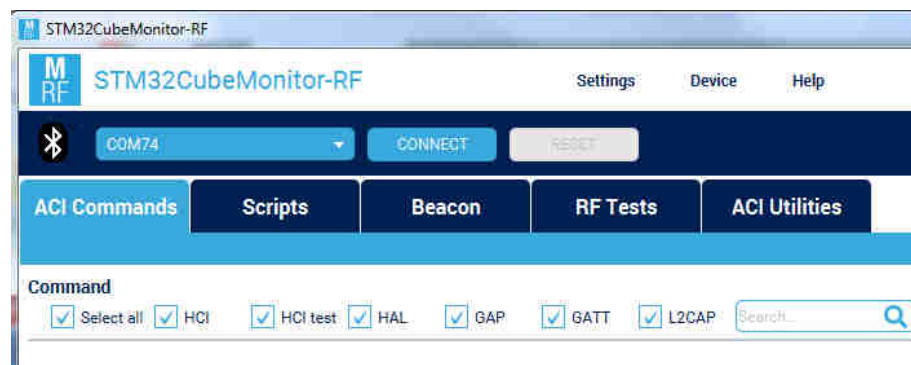 STM32CubeMonitor-RF
M
RF
STM32CubeMonitor-RF Settings Device Help
COM74 CONNECT RESET
ACI Commands Scripts Beacon RF Tests ACI Utilities
Command
Select all HCI HCI test HAL GAP GATT L2CAP Search...